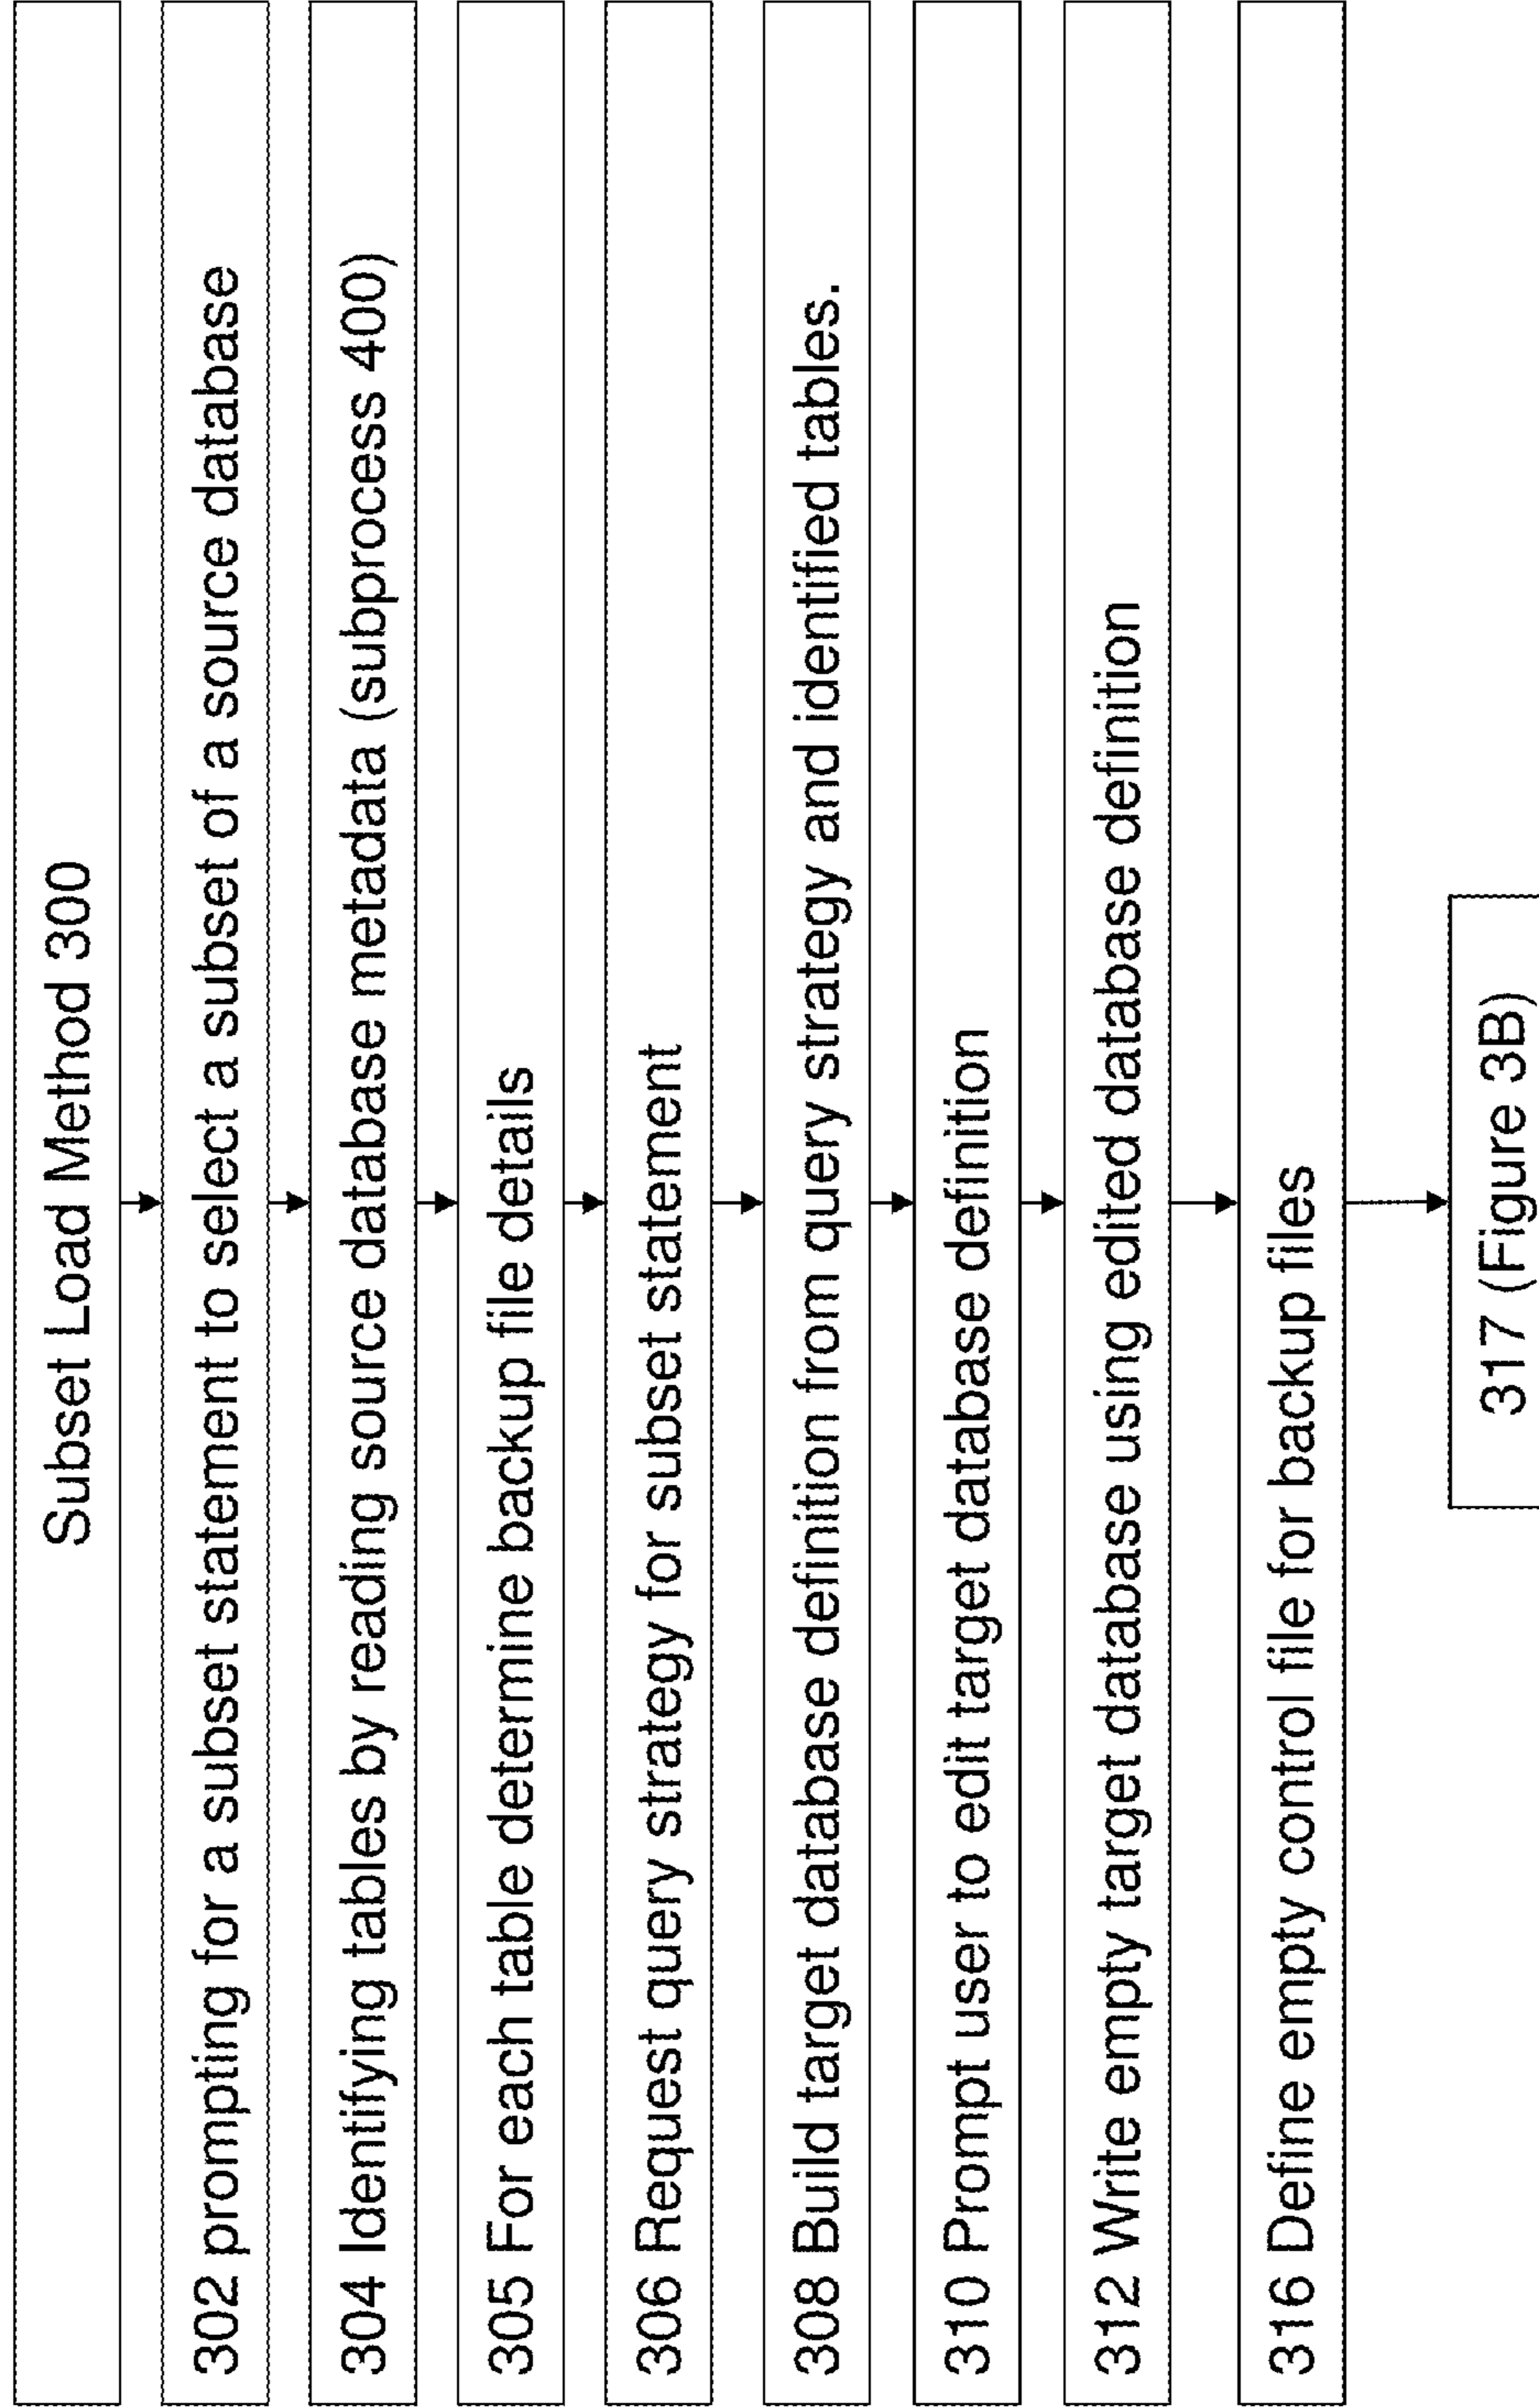 Subset Load Method 300
302 prompting for a subset statement to select a subset of a source database
304 Identifying tables by reading source database metadata (subprocess 400)
305 For each table determine backup file details
306 Request query strategy for subset statement
308 Build target database definition from query strategy and identified tables.
310 Prompt user to edit target database definition
312 Write empty target database using edited database definition
316 Define empty control file for backup files
317 (Figure 3B)